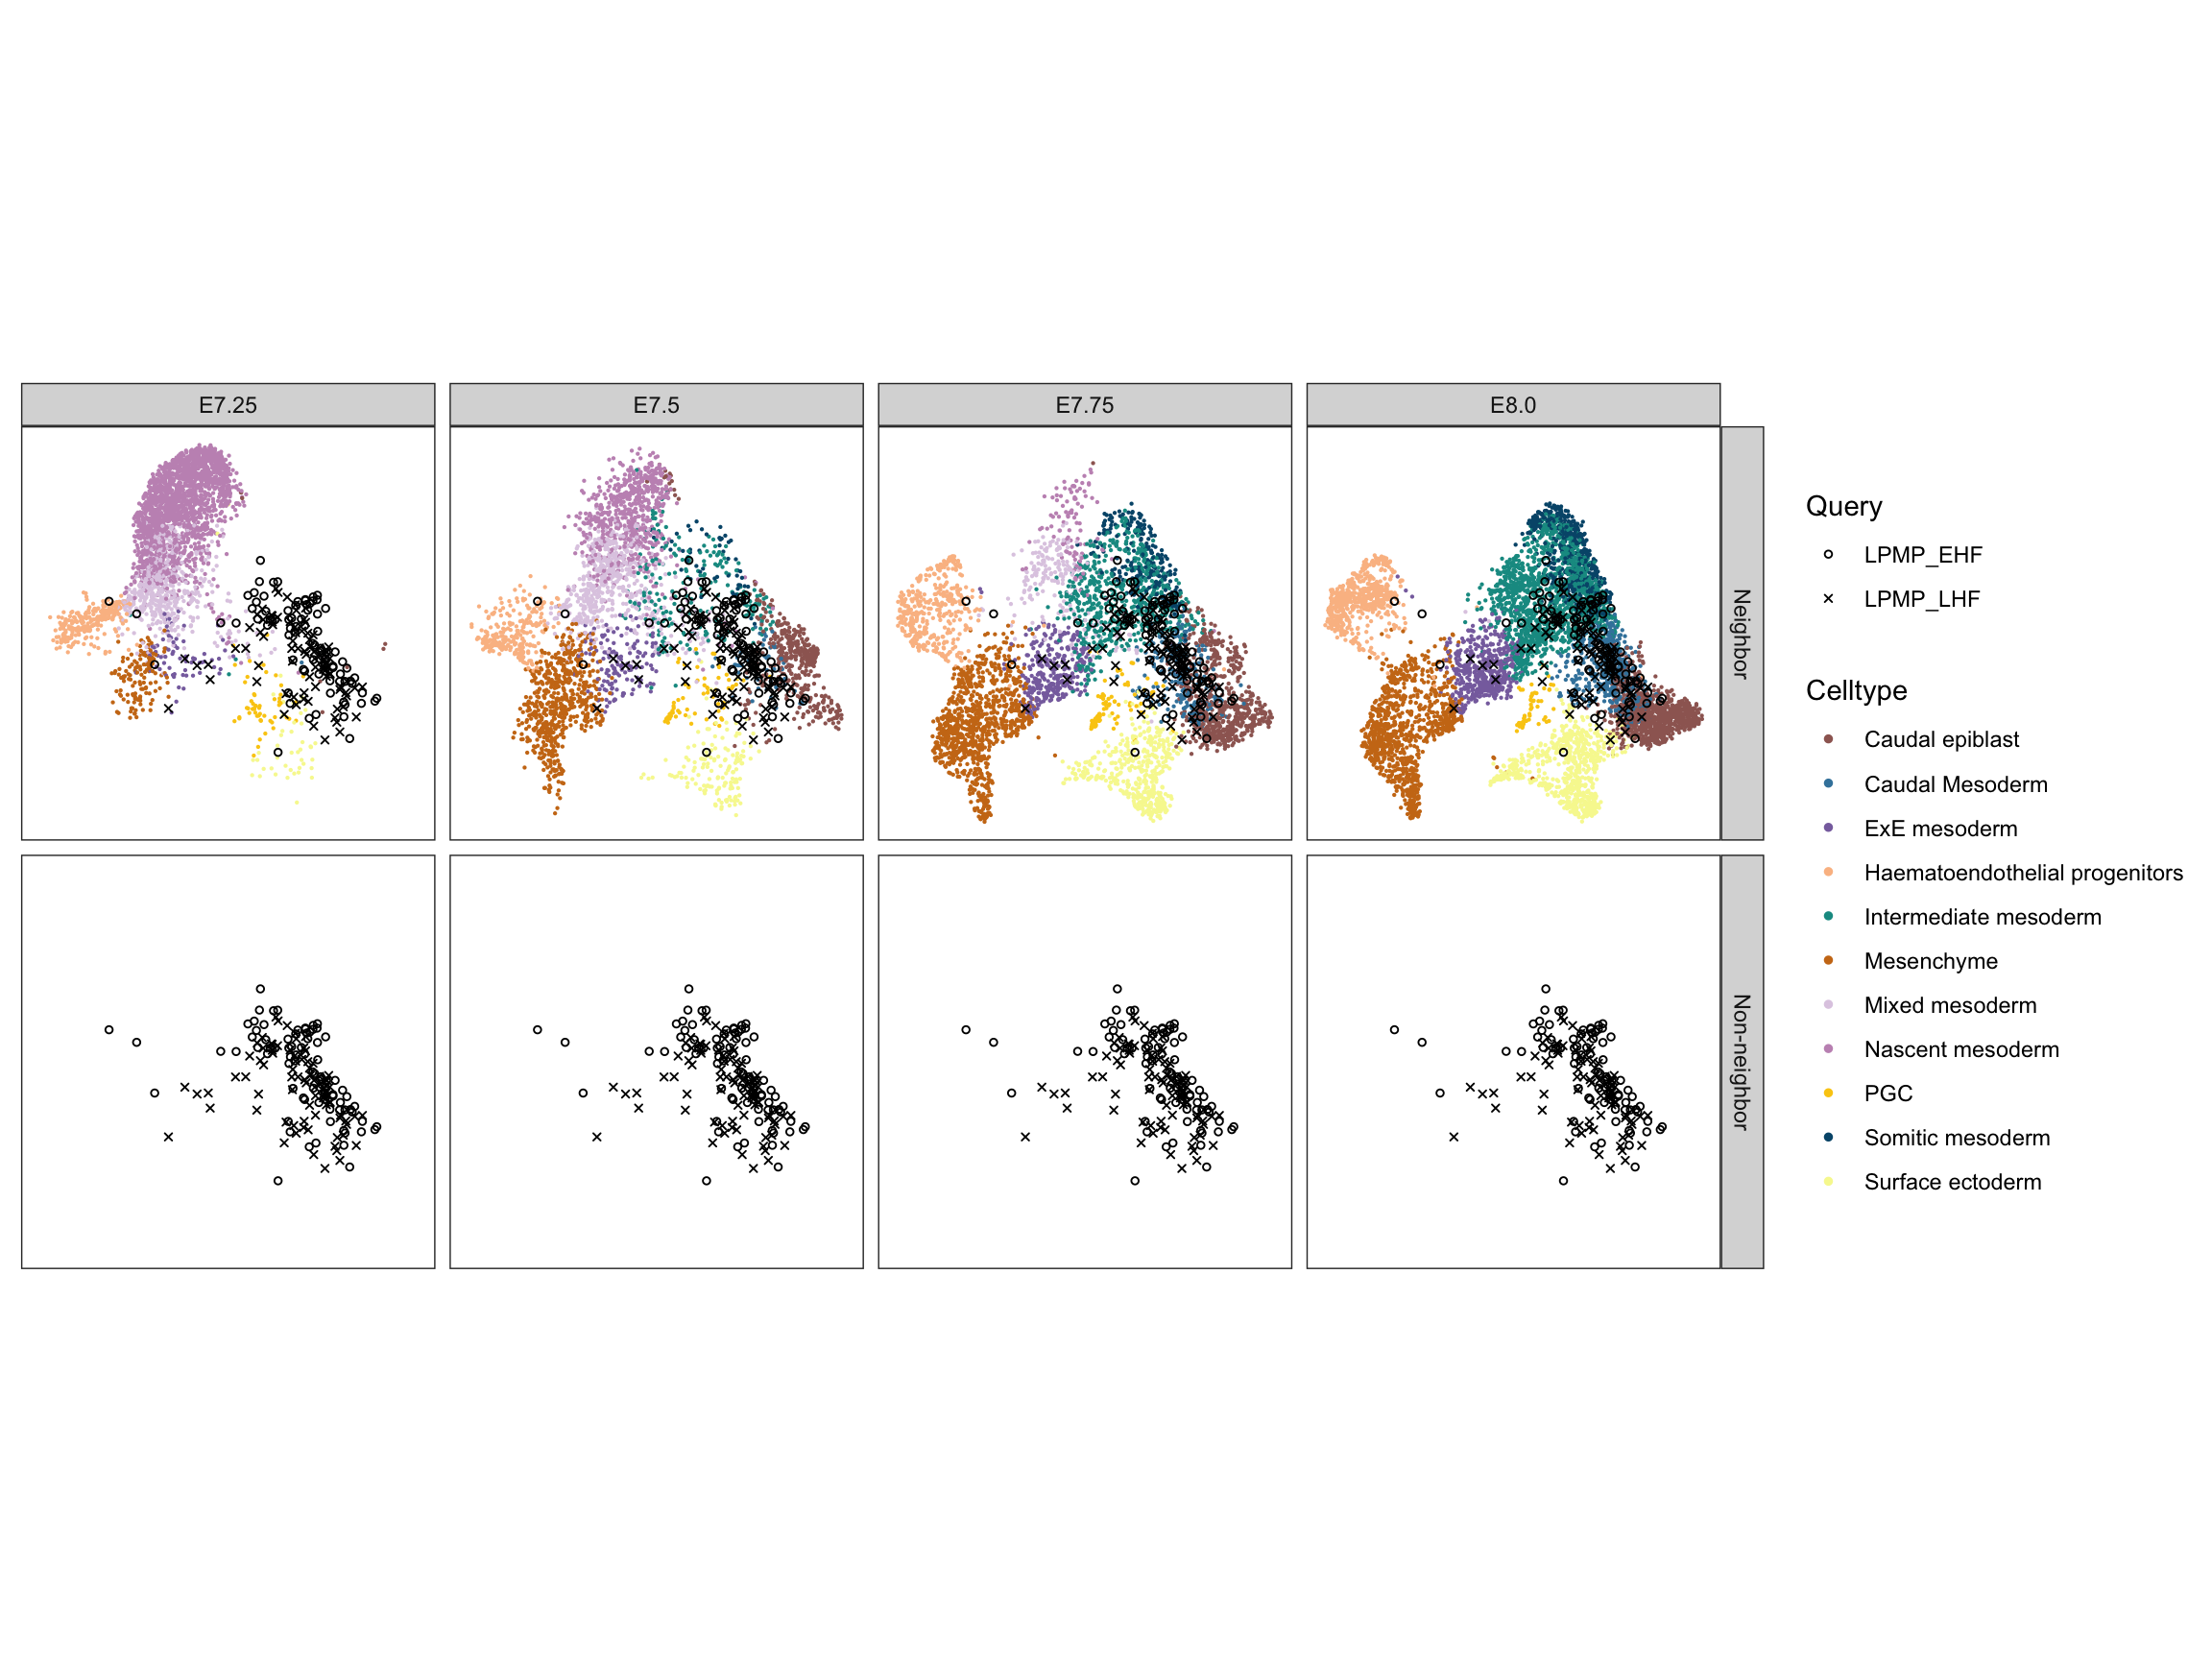 E7.25
E7.5
E7.75
E8.0
Neighbor
Non-neighbor
Query
LPMP_EHF
LPMP_LHF
Celltype
Caudal epiblast
Caudal Mesoderm
ExE mesoderm
Haematoendothelial progenitors
Intermediate mesoderm
Mesenchyme
Mixed mesoderm
Nascent mesoderm
PGC
Somitic mesoderm
Surface ectoderm